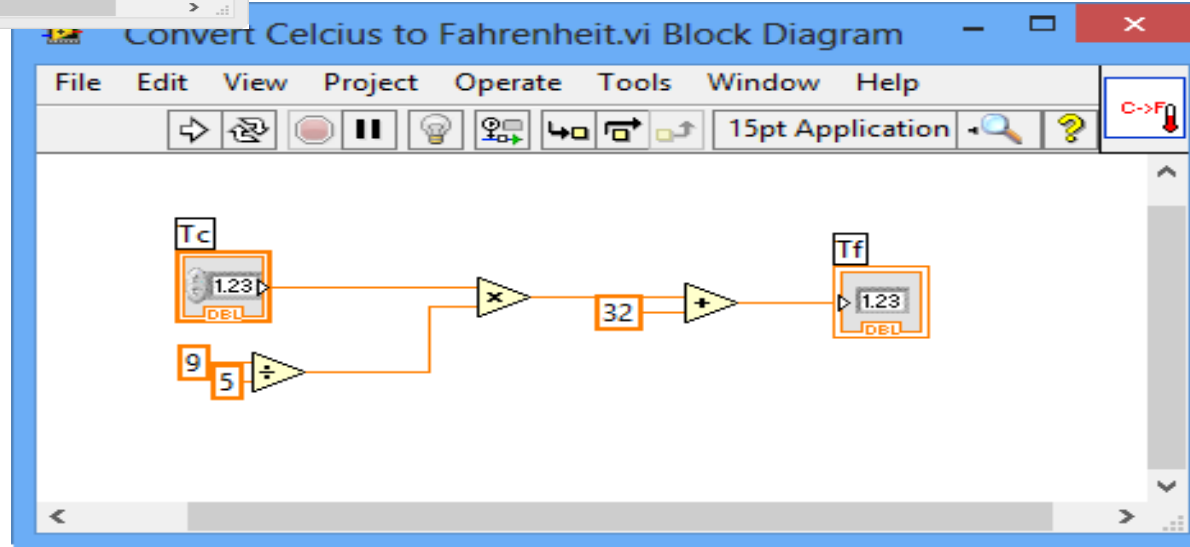 Convert Celcius to Fahrenheit.vi Block Diagram
File Edit View Project Operate Tools Window Help
15pt Application
C->F
Tc
1.23
DBL
Tf
1.23
DBL
×
32
+
9
5
÷